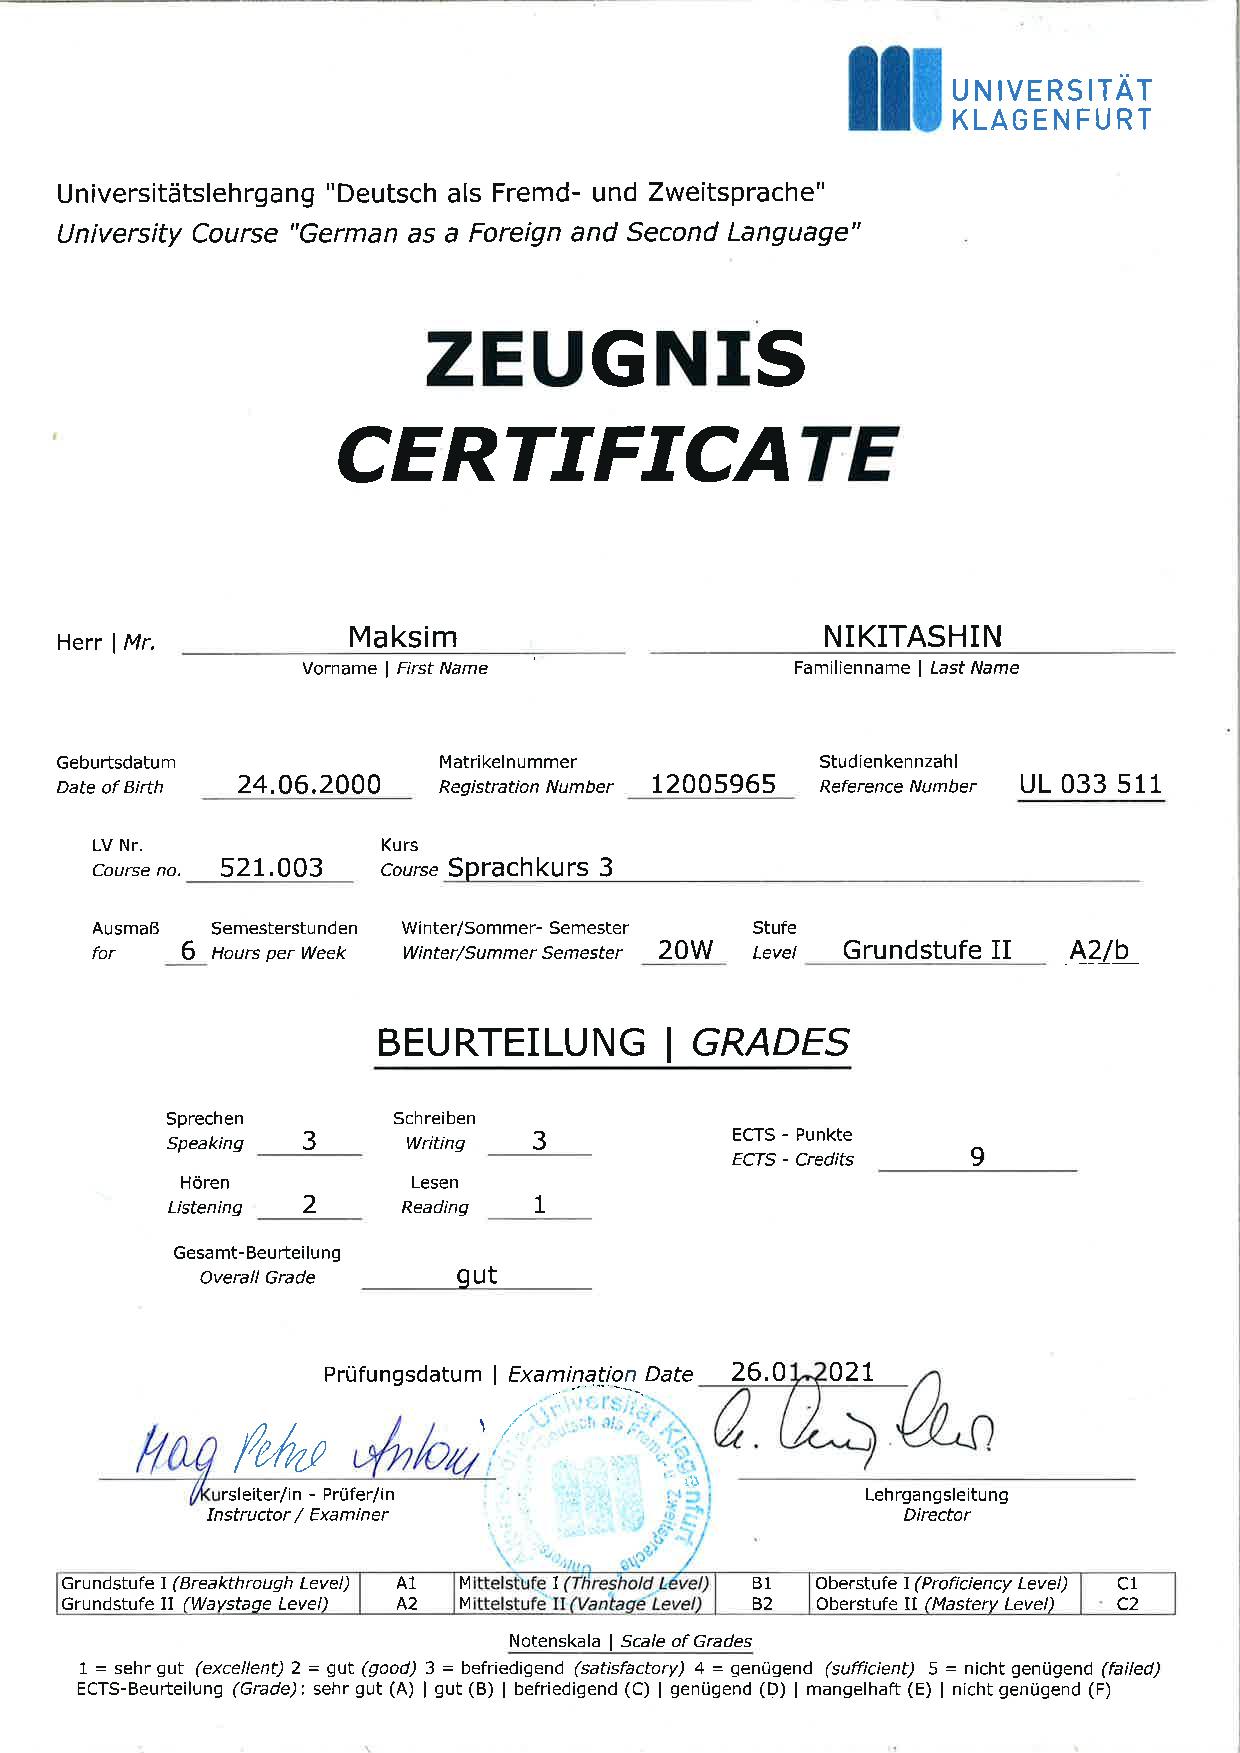 UNIVERSITÄT
KLAGENFURT
Universitätslehrgang "Deutsch als Fremd- und Zweitsprache"
University Course "German as a Foreign and Second Language"
ZEUGNIS
CERTIFICATE
Herr | Mr. Maksim NIKITASHIN
Vorname | First Name Familienname | Last Name
Geburtsdatum Matrikelnummer Studienkennzahl
Date of Birth 24.06.2000 Registration Number 12005965 Reference Number UL 033 511
LV Nr. Kurs
Course no. 521.003 Course Sprachkurs 3
Ausmaß Semesterstunden Winter/Sommer- Semester Stufe
for 6 Hours per Week Winter/Summer Semester 20W Level Grundstufe II A2/b
BEURTEILUNG | GRADES
Sprechen Schreiben ECTS - Punkte
Speaking 3 Writing 3 ECTS - Credits 9
Hören Lesen
Listening 2 Reading 1
Gesamt-Beurteilung
Overall Grade gut
Prüfungsdatum | Examination Date 26.01.2021
Mag Petra
Universität Klagenfurt
Deutsch als Fremd- u Zweitsprache
Kursleiter/in - Prüfer/in Lehrgangsleitung
Instructor / Examiner Director
Grundstufe I (Breakthrough Level) A1 Mittelstufe I (Threshold Level) B1 Oberstufe I (Proficiency Level) C1
Grundstufe II (Waystage Level) A2 Mittelstufe II (Vantage Level) B2 Oberstufe II (Mastery Level) C2
Notenskala | Scale of Grades
1 = sehr gut (excellent) 2 = gut (good) 3 = befriedigend (satisfactory) 4 = genügend (sufficient) 5 = nicht genügend (failed)
ECTS-Beurteilung (Grade): sehr gut (A) | gut (B) | befriedigend (C) | genügend (D) | mangelhaft (E) | nicht genügend (F)